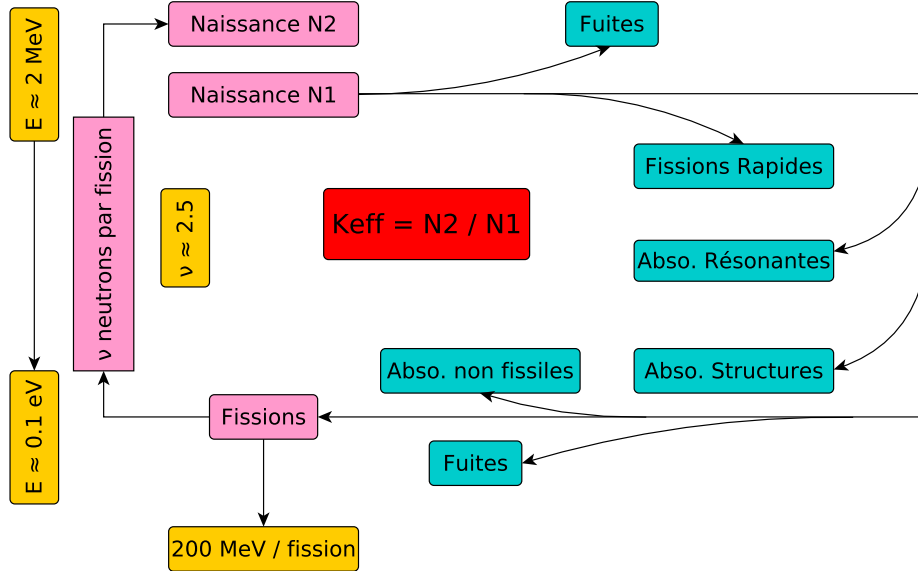 Naissance N2
Fuites
E ≈ 2 MeV
Naissance N1
Fissions Rapides
ν neutrons par fission
ν ≈ 2.5
Keff = N2 / N1
Abso. Résonantes
Abso. non fissiles
Abso. Structures
E ≈ 0.1 eV
Fissions
Fuites
200 MeV / fission